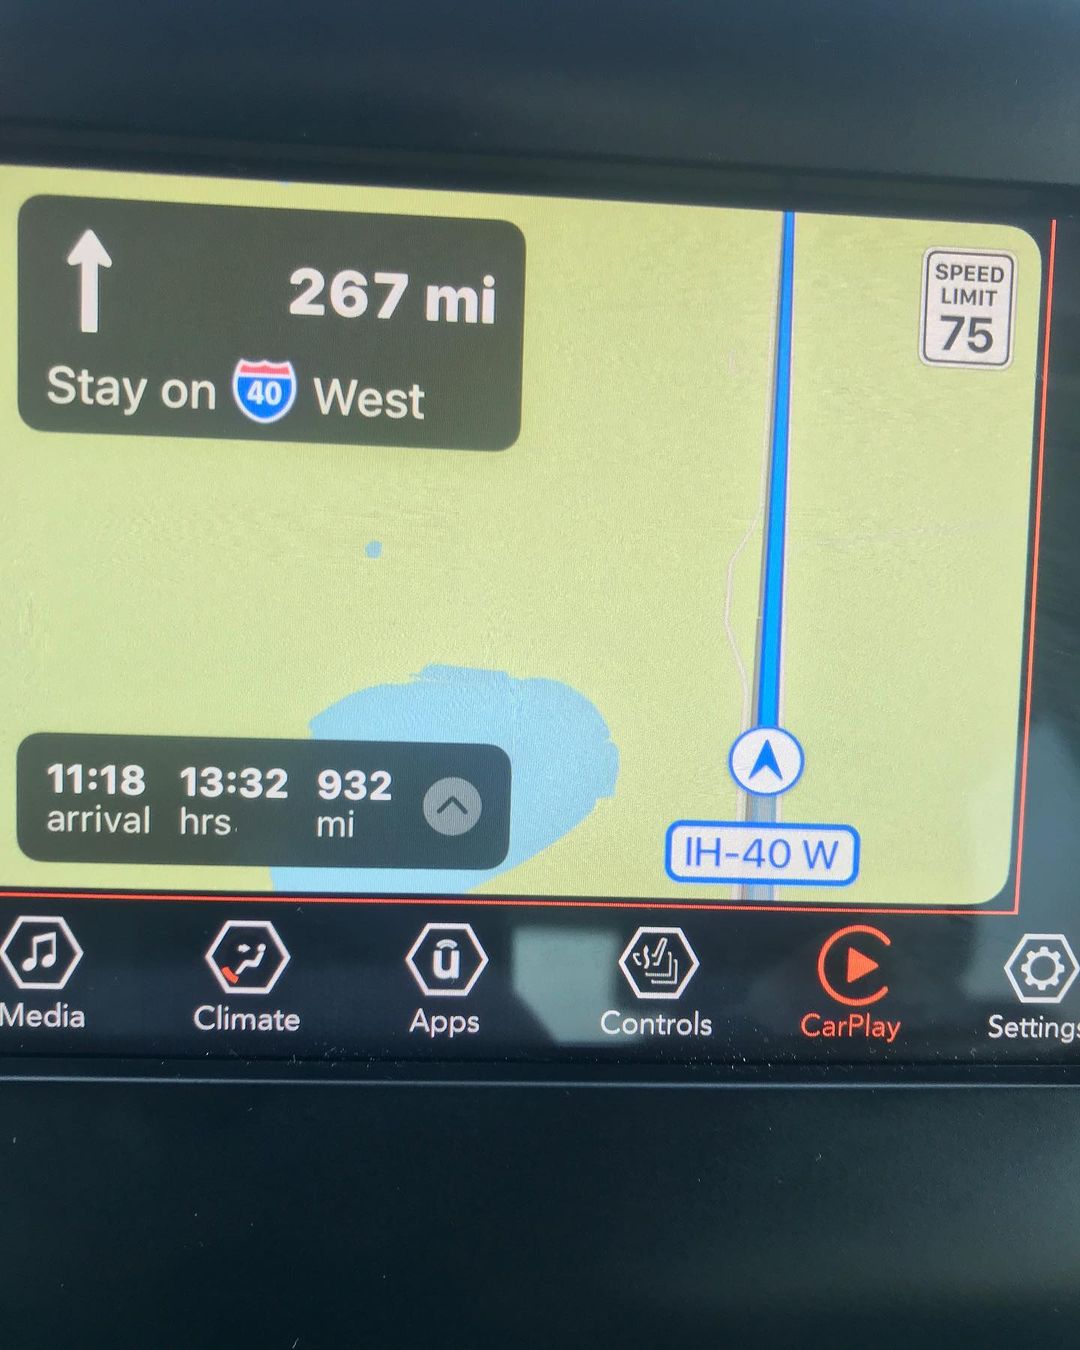 267 mi
Stay on 40 West
SPEED
LIMIT
75
11:18 13:32 932
arrival hrs mi
IH-40 W
Media Climate Apps Controls CarPlay Settings